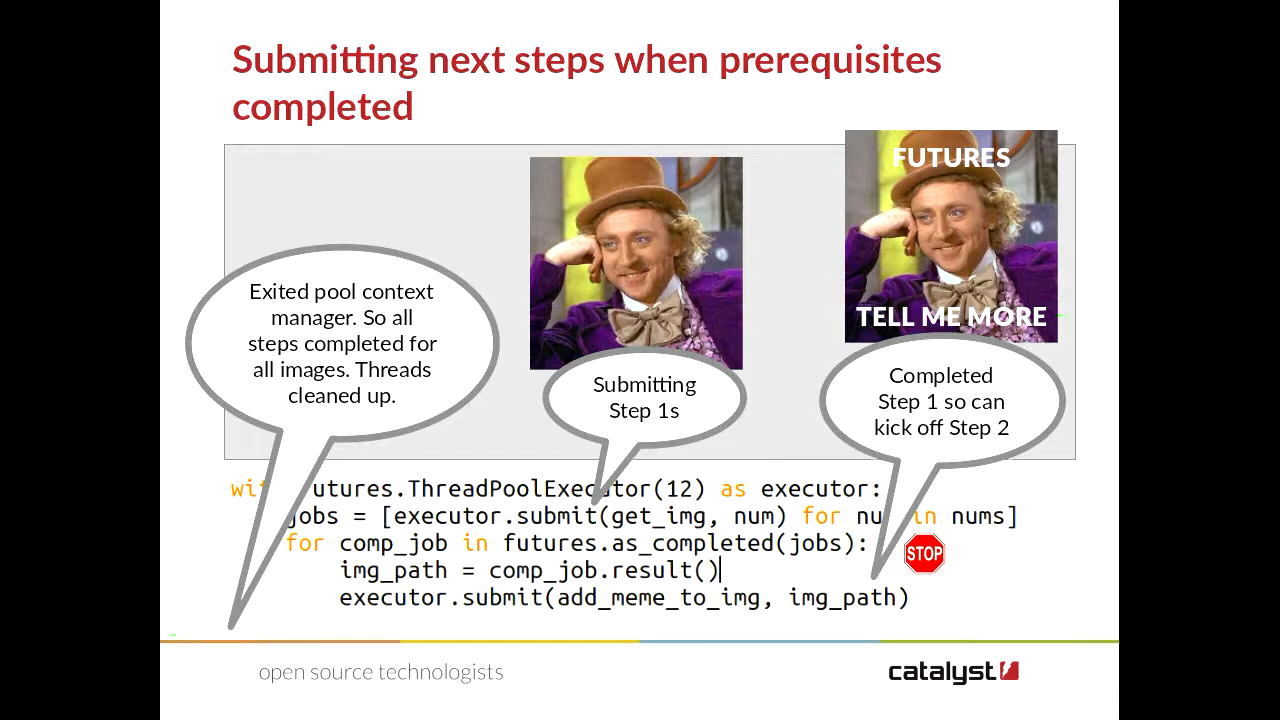 Submitting next steps when prerequisites
completed
FUTURES
TELL ME MORE
Exited pool context
manager. So all
steps completed for
all images. Threads
cleaned up.
Submitting
Step 1s
Completed
Step 1 so can
kick off Step 2
utures.ThreadPoolExecutor(12) as executor:
jobs = [executor.submit(get_img, num) for in nums]
for comp_job in futures.as_completed(jobs):
STOP
img_path = comp_job.result()
executor.submit(add_meme_to_img, img_path)
open source technologists
catalyst